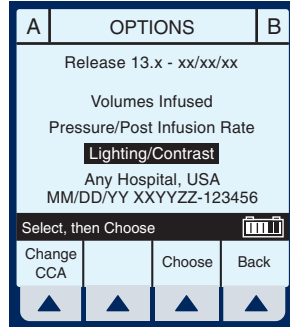 A OPTIONS B
Release 13.x - xx/xx/xx
Volumes Infused
Pressure/Post Infusion Rate
Lighting/Contrast
Any Hospital, USA
MM/DD/YY XXYYZZ-123456
Select, then Choose
Change
CCA
Choose
Back